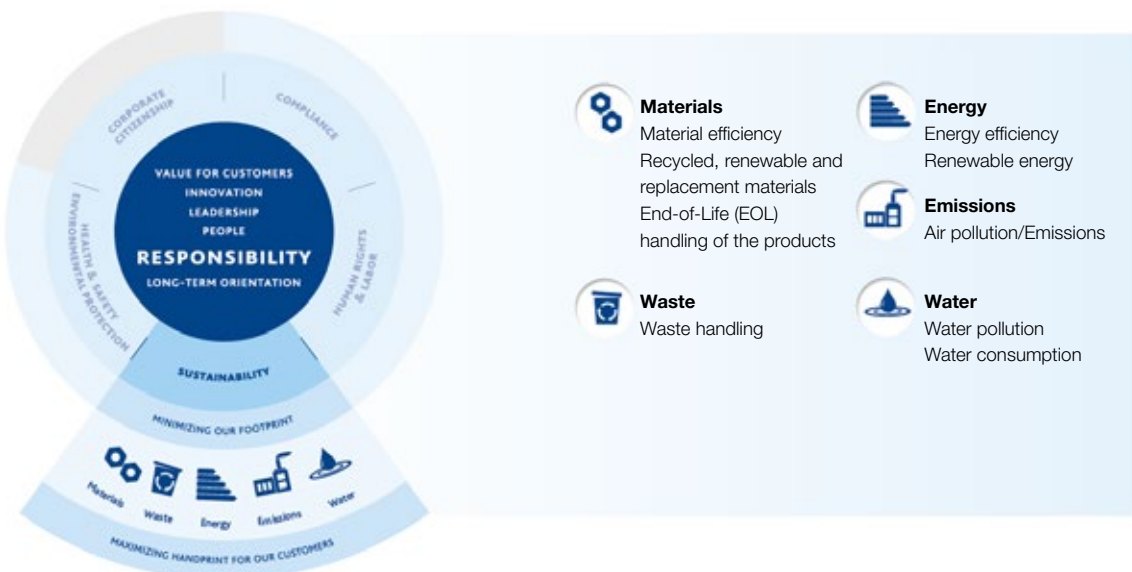 CORPORATE
CITIZENSHIP
COMPLIANCE
HEALTH & SAFETY
ENVIRONMENTAL PROTECTION
HUMAN RIGHTS
& LABOR
VALUE FOR CUSTOMERS
INNOVATION
LEADERSHIP
PEOPLE
RESPONSIBILITY
LONG-TERM ORIENTATION
SUSTAINABILITY
MINIMIZING OUR FOOTPRINT
Materials
Waste
Energy
Emissions
Water
MAXIMIZING HANDPRINT FOR OUR CUSTOMERS
Materials
Material efficiency
Recycled, renewable and
replacement materials
End-of-Life (EOL)
handling of the products
Waste
Waste handling
Energy
Energy efficiency
Renewable energy
Emissions
Air pollution/Emissions
Water
Water pollution
Water consumption